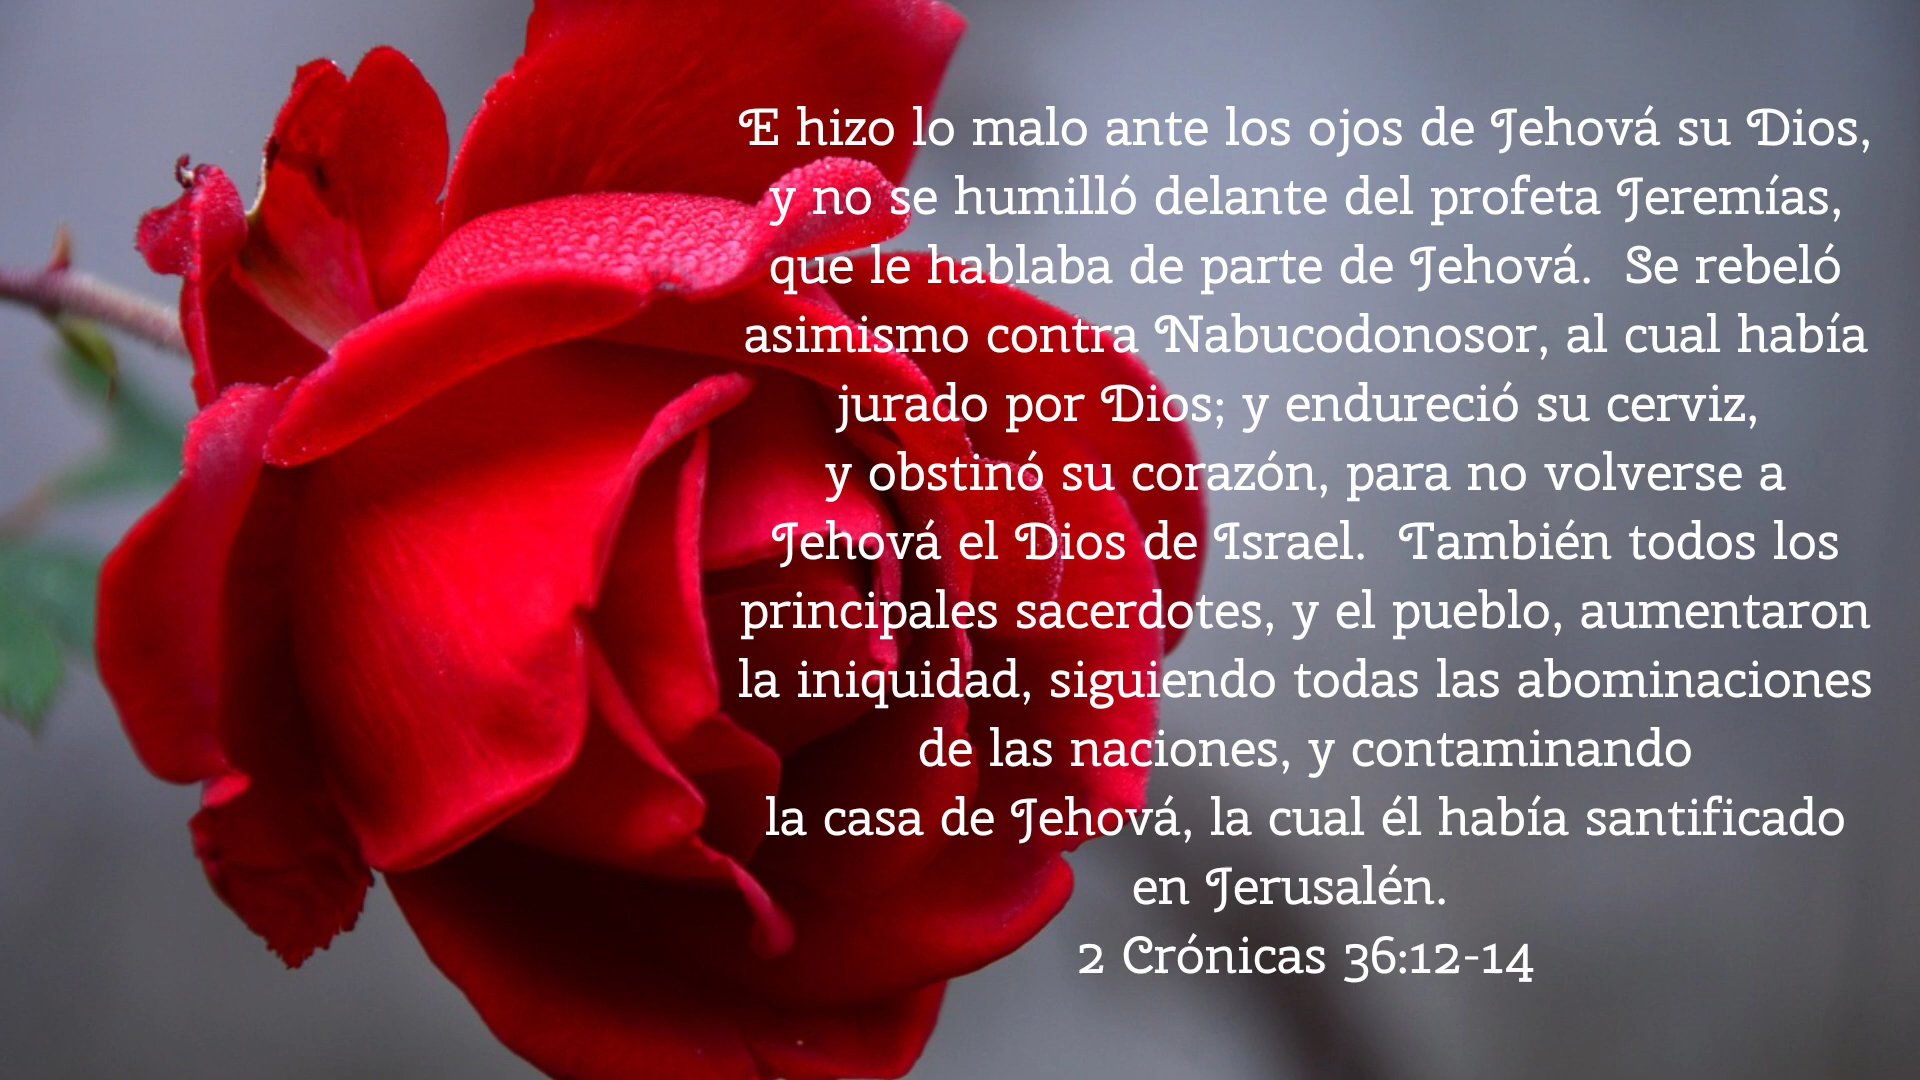 E hizo lo malo ante los ojos de Jehová su Dios,
y no se humilló delante del profeta Jeremías,
que le hablaba de parte de Jehová.  Se rebeló
asimismo contra Nabucodonosor, al cual había
jurado por Dios; y endureció su cerviz,
y obstinó su corazón, para no volverse a
Jehová el Dios de Israel.  También todos los
principales sacerdotes, y el pueblo, aumentaron
la iniquidad, siguiendo todas las abominaciones
de las naciones, y contaminando
la casa de Jehová, la cual él había santificado
en Jerusalén.
2 Crónicas 36:12-14